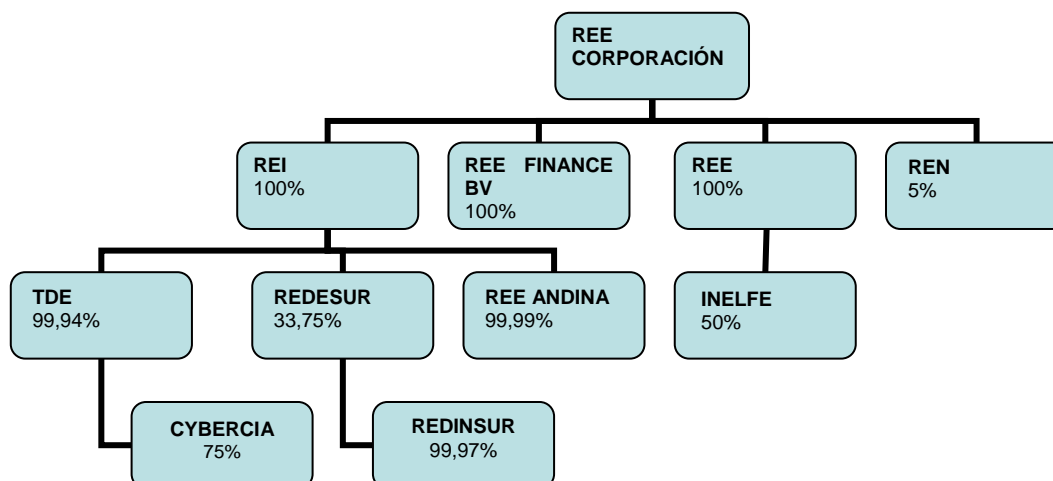 REE
CORPORACIÓN
REI
100%
REE FINANCE
BV
100%
REE
100%
REN
5%
TDE
99,94%
REDESUR
33,75%
REE ANDINA
99,99%
INELFE
50%
CYBERCIA
75%
REDINSUR
99,97%